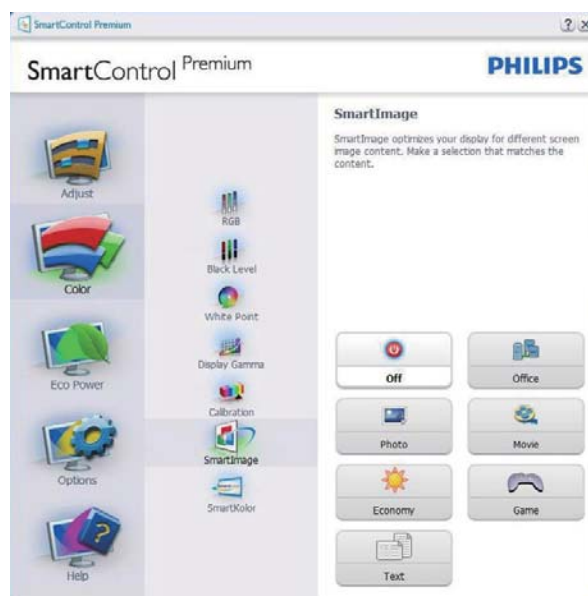 SmartControl Premium
SmartControl Premium
PHILIPS
Adjust
Color
Eco Power
Options
Help
RGB
Black Level
White Point
Display Gamma
Calibration
SmartImage
SmartKolor
SmartImage
SmartImage optimizes your display for different screen
image content. Make a selection that matches the
content.
Off
Office
Photo
Movie
Economy
Game
Text